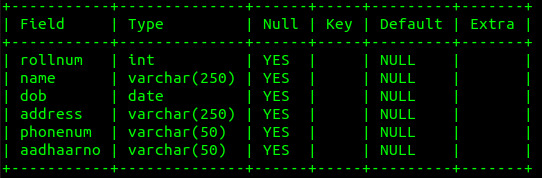 +-----------+--------------+------+-----+---------+-------+
| Field     | Type         | Null | Key | Default | Extra |
+-----------+--------------+------+-----+---------+-------+
| rollnum   | int          | YES  |     | NULL    |       |
| name      | varchar(250) | YES  |     | NULL    |       |
| dob       | date         | YES  |     | NULL    |       |
| address   | varchar(250) | YES  |     | NULL    |       |
| phonenum  | varchar(50)  | YES  |     | NULL    |       |
| aadhaarno | varchar(50)  | YES  |     | NULL    |       |
+-----------+--------------+------+-----+---------+-------+